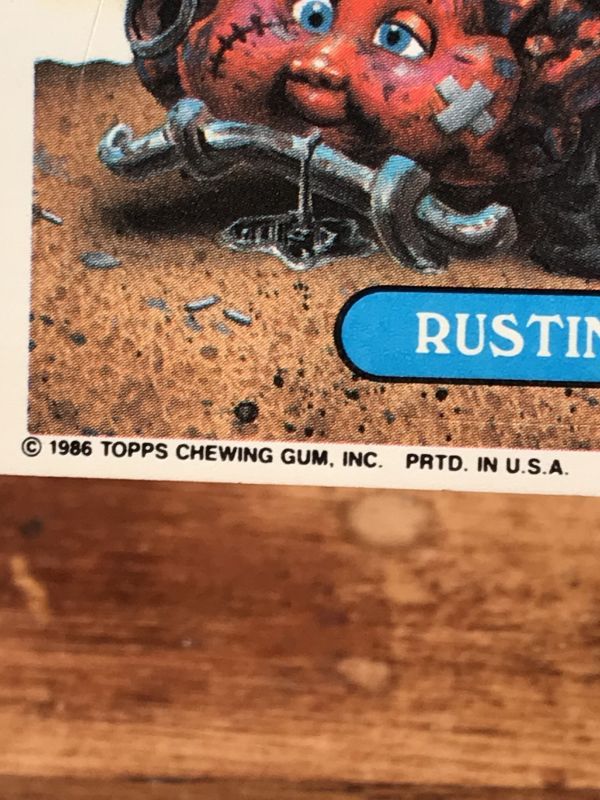 RUSTIN
© 1986 TOPPS CHEWING GUM, INC. PRTD. IN U.S.A.